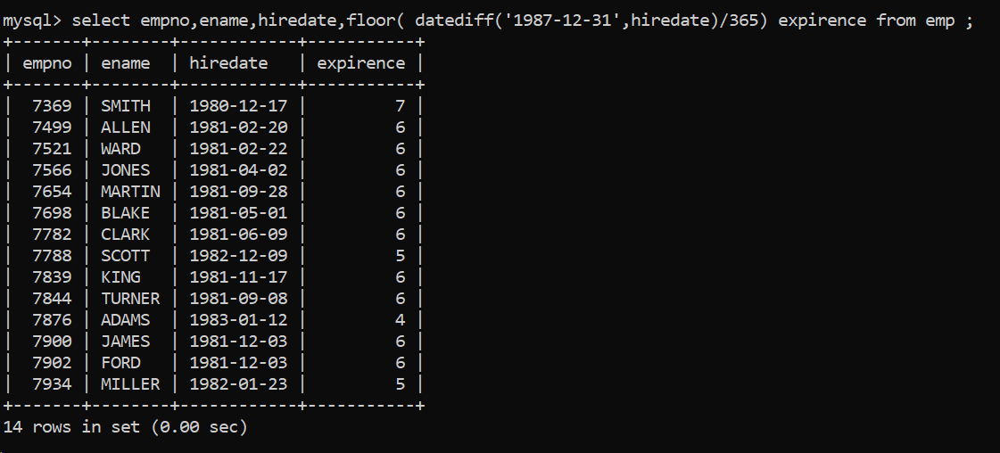 mysql> select empno,ename,hiredate,floor( datediff('1987-12-31',hiredate)/365) expirence from emp ;
+-------+--------+------------+-----------+
| empno | ename  | hiredate   | expirence |
+-------+--------+------------+-----------+
|  7369 | SMITH  | 1980-12-17 |         7 |
|  7499 | ALLEN  | 1981-02-20 |         6 |
|  7521 | WARD   | 1981-02-22 |         6 |
|  7566 | JONES  | 1981-04-02 |         6 |
|  7654 | MARTIN | 1981-09-28 |         6 |
|  7698 | BLAKE  | 1981-05-01 |         6 |
|  7782 | CLARK  | 1981-06-09 |         6 |
|  7788 | SCOTT  | 1982-12-09 |         5 |
|  7839 | KING   | 1981-11-17 |         6 |
|  7844 | TURNER | 1981-09-08 |         6 |
|  7876 | ADAMS  | 1983-01-12 |         4 |
|  7900 | JAMES  | 1981-12-03 |         6 |
|  7902 | FORD   | 1981-12-03 |         6 |
|  7934 | MILLER | 1982-01-23 |         5 |
+-------+--------+------------+-----------+
14 rows in set (0.00 sec)